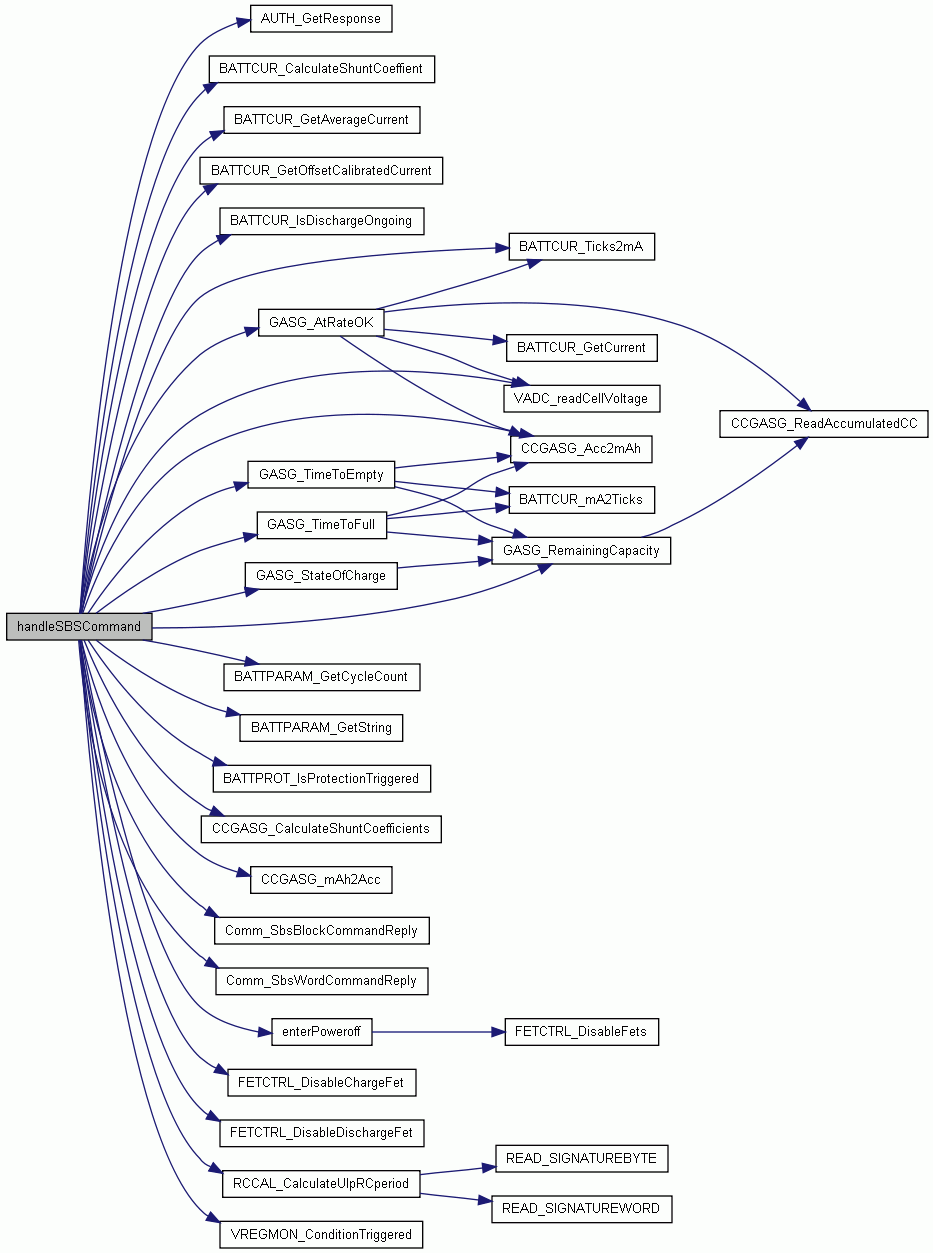 AUTH_GetResponse
BATTCUR_CalculateShuntCoeffient
BATTCUR_GetAverageCurrent
BATTCUR_GetOffsetCalibratedCurrent
BATTCUR_IsDischargeOngoing
BATTCUR_Ticks2mA
GASG_AtRateOK
BATTCUR_GetCurrent
VADC_readCellVoltage
CCGASG_ReadAccumulatedCC
CCGASG_Acc2mAh
GASG_TimeToEmpty
BATTCUR_mA2Ticks
GASG_TimeToFull
GASG_RemainingCapacity
GASG_StateOfCharge
handleSBSCommand
BATTPARAM_GetCycleCount
BATTPARAM_GetString
BATTPROT_IsProtectionTriggered
CCGASG_CalculateShuntCoefficients
CCGASG_mAh2Acc
Comm_SbsBlockCommandReply
Comm_SbsWordCommandReply
enterPoweroff
FETCTRL_DisableFets
FETCTRL_DisableChargeFet
FETCTRL_DisableDischargeFet
READ_SIGNATUREBYTE
RCCAL_CalculateUlpRCperiod
READ_SIGNATUREWORD
VREGMON_ConditionTriggered